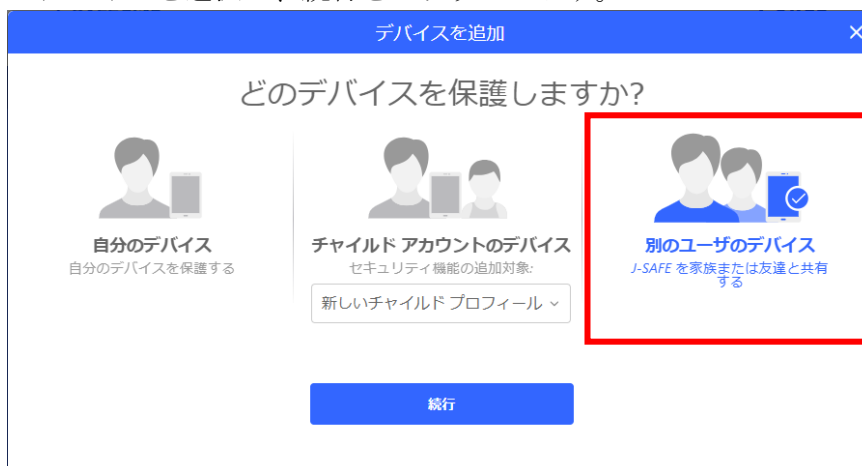 デバイスを追加
どのデバイスを保護しますか?
自分のデバイス
自分のデバイスを保護する
チャイルド アカウントのデバイス
セキュリティ機能の追加対象:
新しいチャイルド プロフィール
別のユーザのデバイス
J-SAFE を家族または友達と共有
する
続行